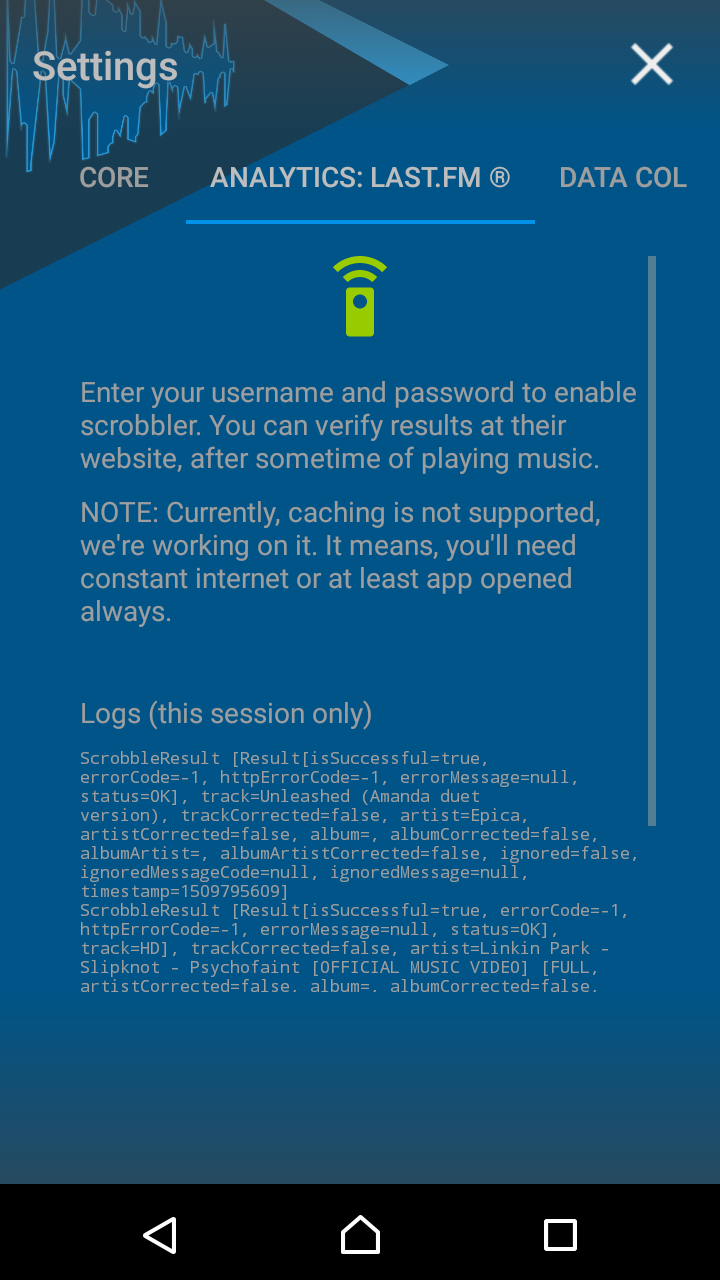 Settings
CORE
ANALYTICS: LAST.FM ®
DATA COL
Enter your username and password to enable
scrobbler. You can verify results at their
website, after sometime of playing music.
NOTE: Currently, caching is not supported,
we're working on it. It means, you'll need
constant internet or at least app opened
always.
Logs (this session only)
ScrobbleResult [Result[isSuccessful=true,
errorCode=-1, httpErrorCode=-1, errorMessage=null,
status=OK], track=Unleashed (Amanda duet
version), trackCorrected=false, artist=Epica,
artistCorrected=false, album=, albumCorrected=false,
albumArtist=, albumArtistCorrected=false, ignored=false,
ignoredMessageCode=null, ignoredMessage=null,
timestamp=1509795609]
ScrobbleResult [Result[isSuccessful=true, errorCode=-1,
httpErrorCode=-1, errorMessage=null, status=OK],
track=HD], trackCorrected=false, artist=Linkin Park -
Slipknot - Psychofaint [OFFICIAL MUSIC VIDEO] [FULL,
artistCorrected=false, album=, albumCorrected=false,